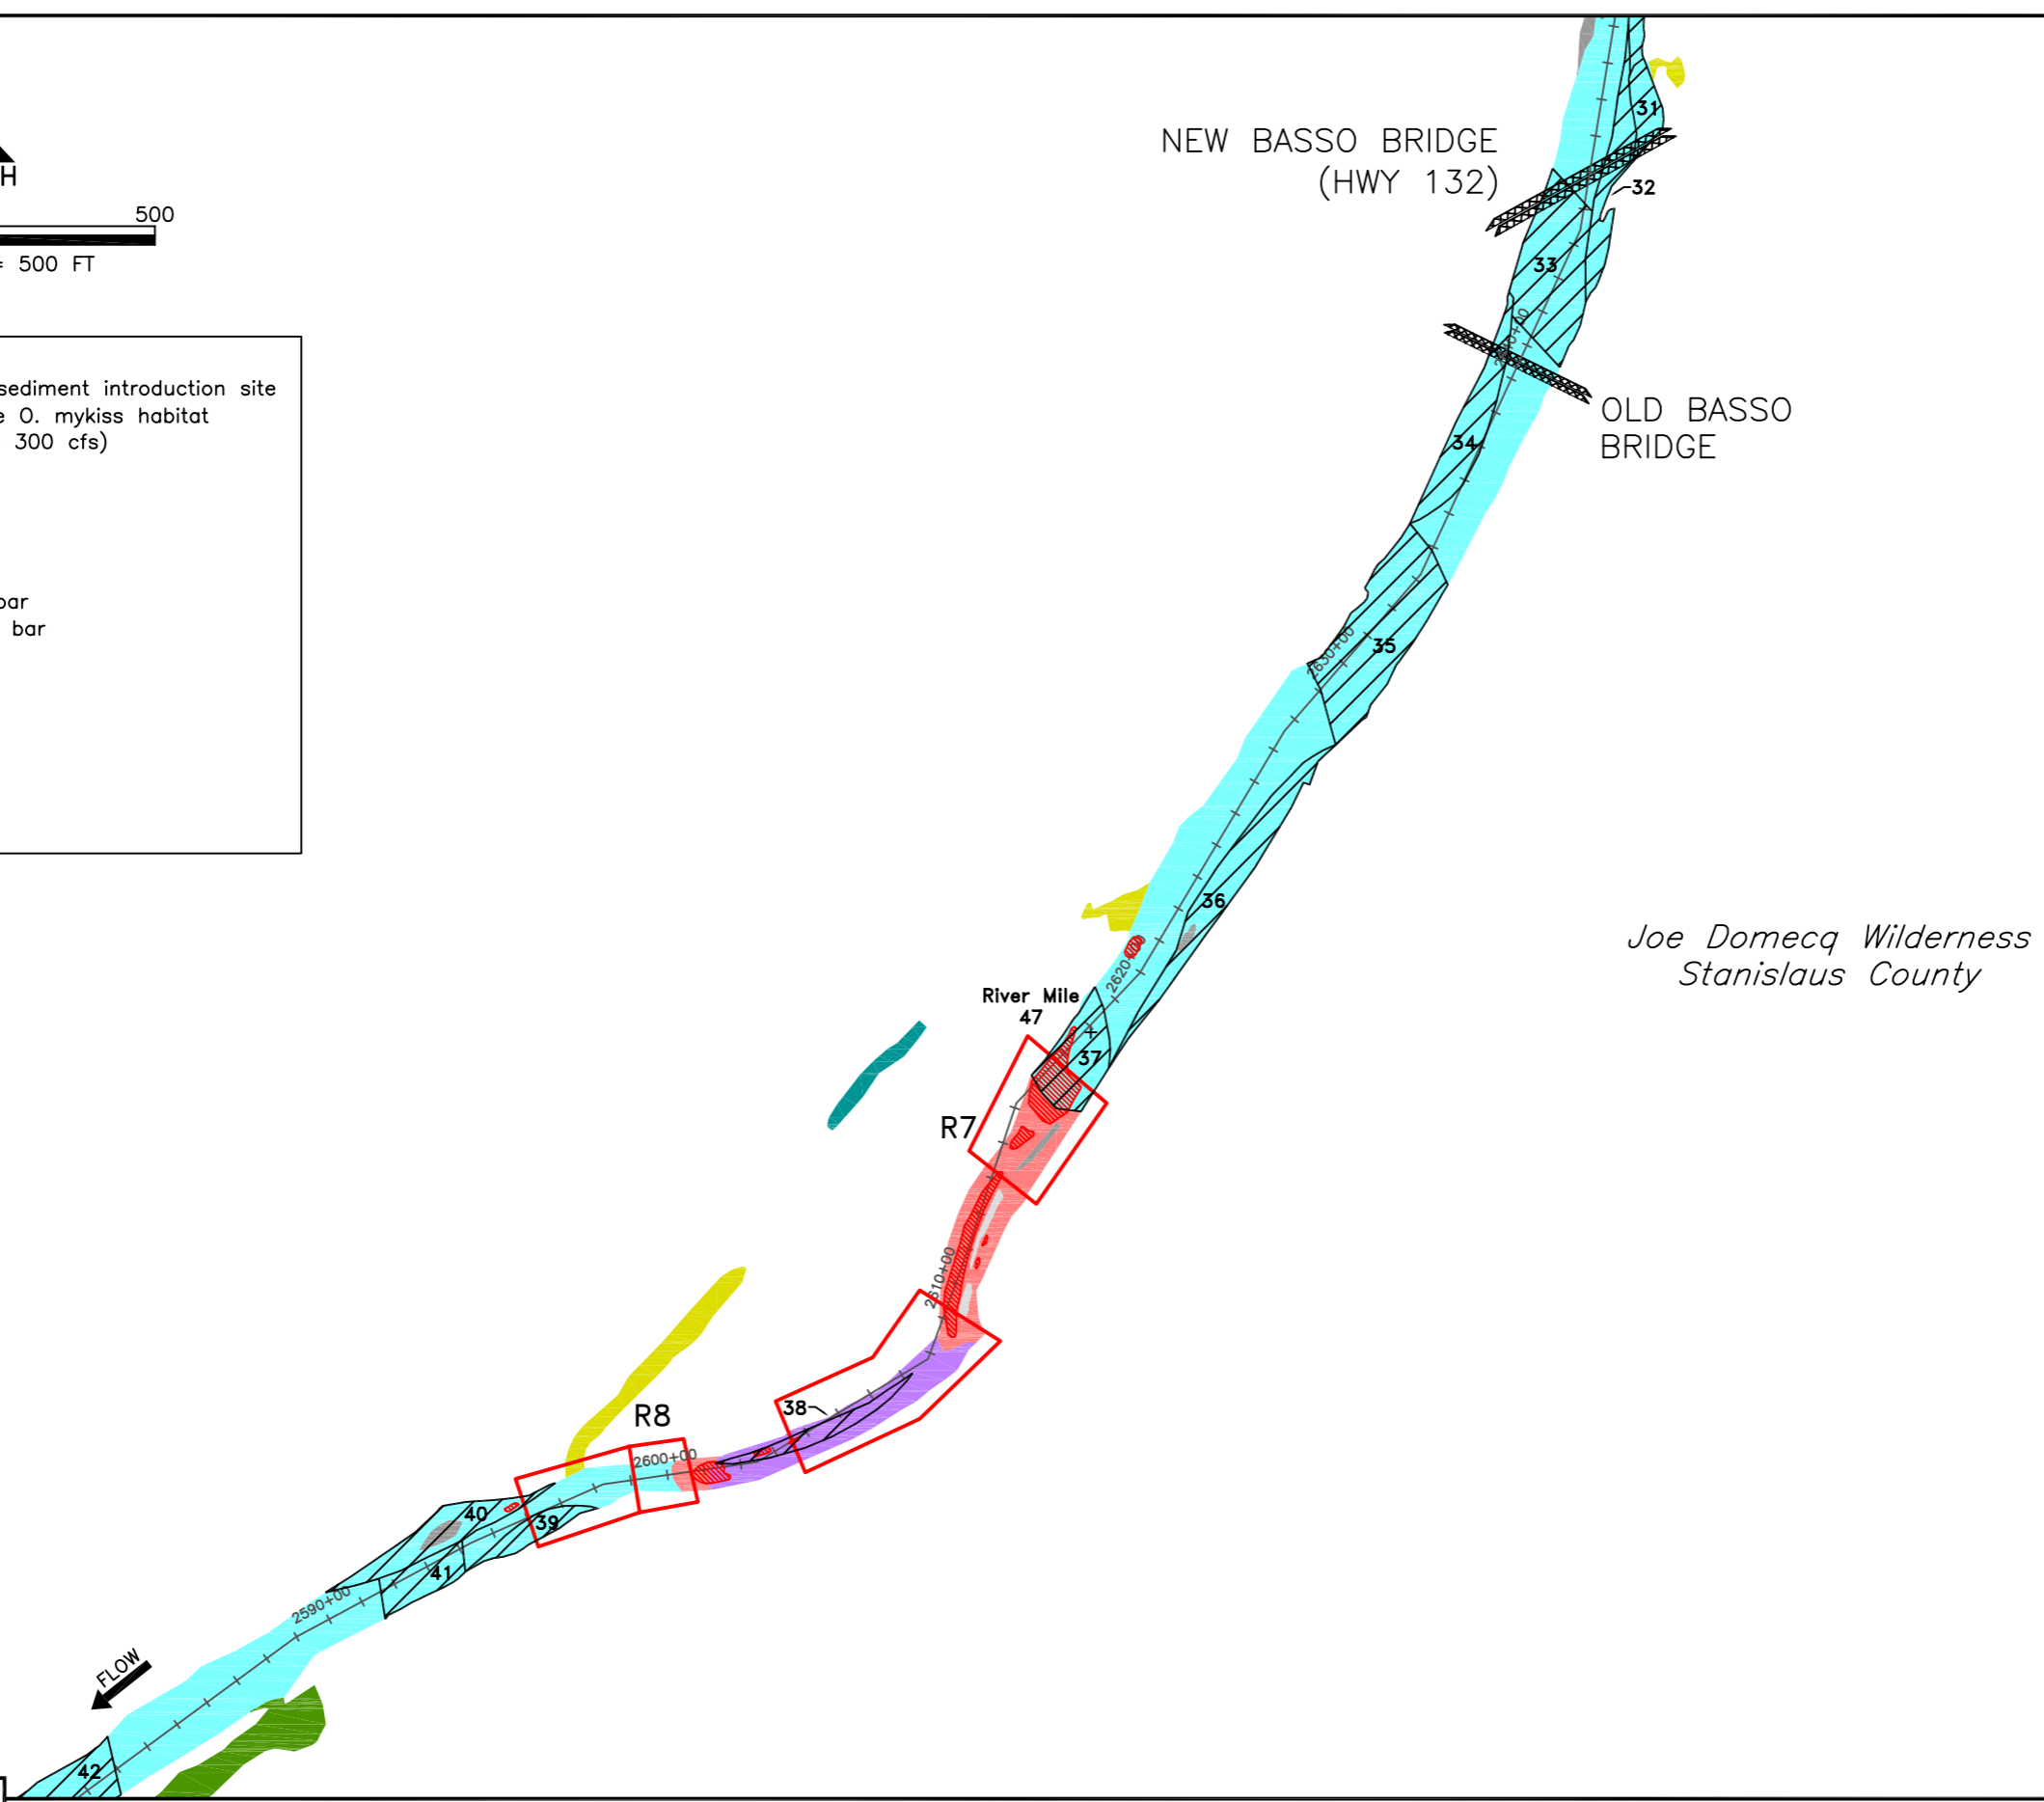 31
NEW BASSO BRIDGE
(HWY 132)
H
32
500
= 500 FT
33
sediment introduction site
e O. mykiss habitat
300 cfs)
OLD BASSO
BRIDGE
34
bar
bar
2630+00
35
36
Joe Domecq Wilderness
Stanislaus County
2620+00
River Mile
47
37
R7
2610+00
38
R8
2600+00
40
39
41
2590+00
FLOW
42